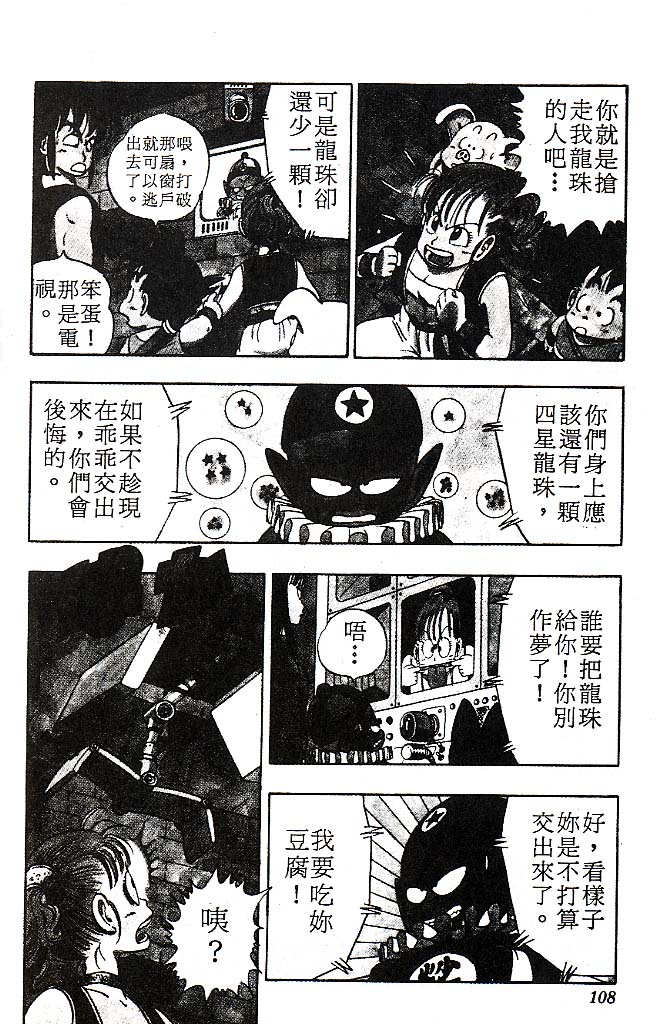 你就是搶
走我龍珠
的人吧…
可是龍珠卻
還少一顆！
喂，打破
那扇窗戶
就可以逃
出去了。
笨蛋！
那是電
視。
你們身上應
該還有一顆
四星龍珠，
如果不趁現
在乖乖交出
來，你們會
後悔的。
誰要把龍珠
給你！你別
作夢了！
唔…
好，看樣子
妳是不打算
交出來了。
我要吃妳
豆腐！
咦？
108